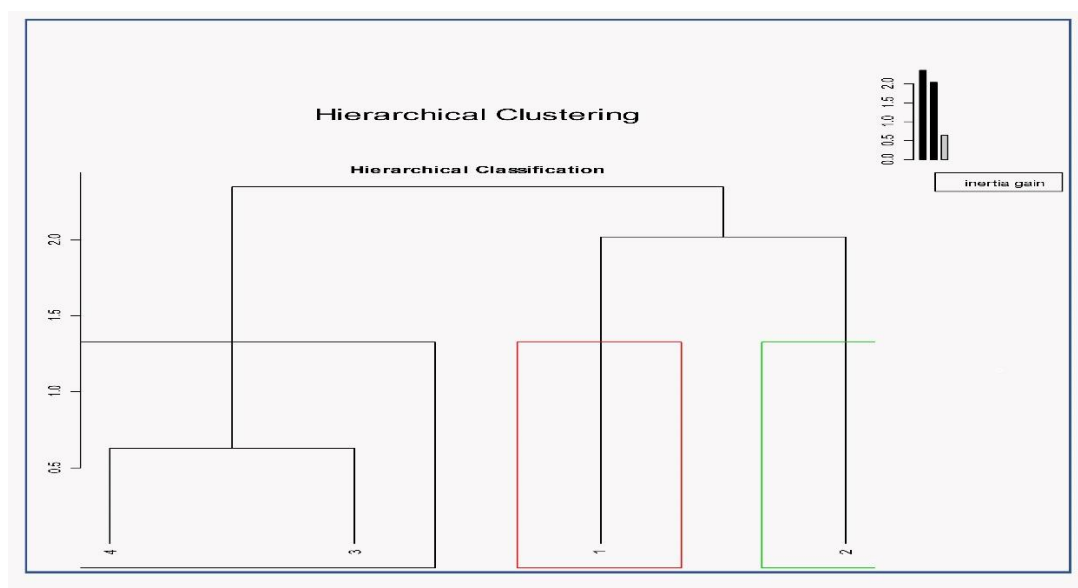 Hierarchical Clustering
Hierarchical Classification
0.0 0.5 1.0 1.5 2.0
inertia gain
2.0
1.5
1.0
0.5
4 3 1 2